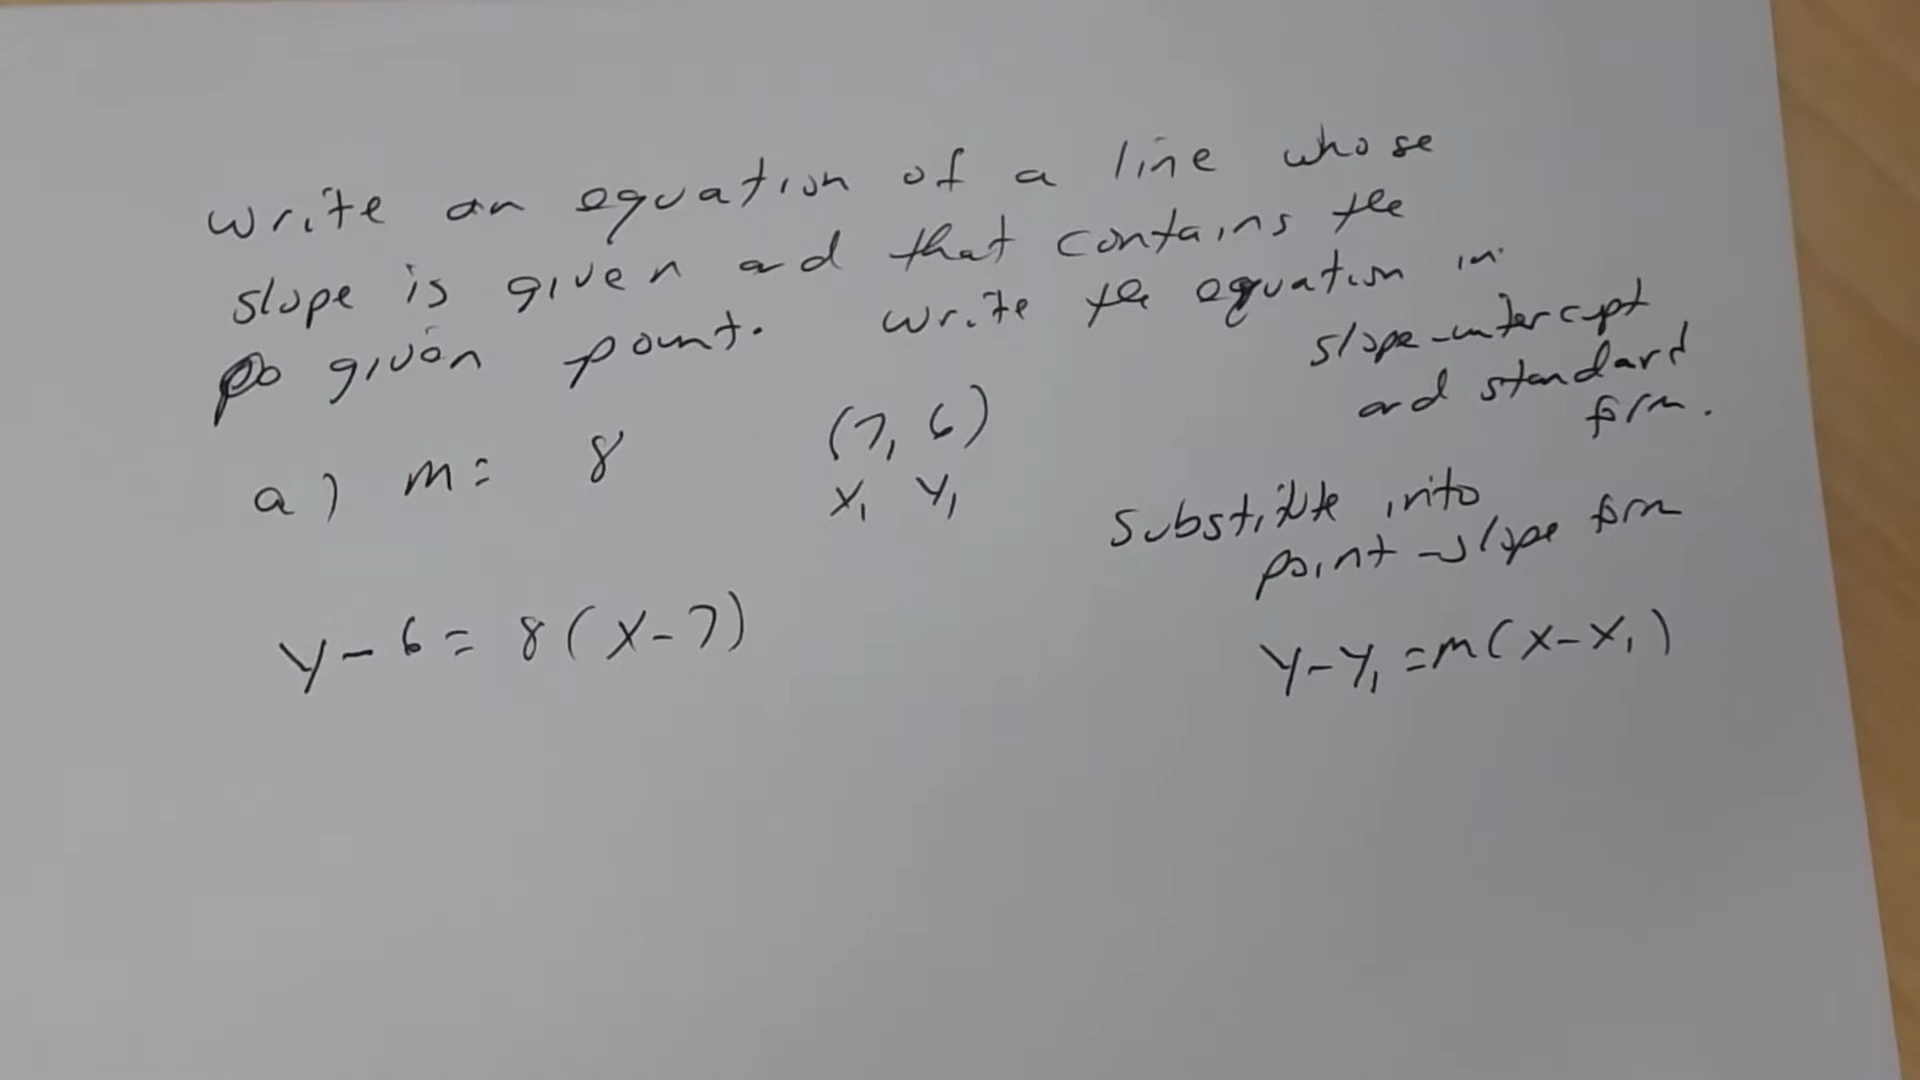 write an equation of a line whose
slope is given and that contains the
given point. write the equation in
slope-intercept
and standard
form.
a) m = 8 (7, 6)
x₁ y₁
Substitute into
point-slope form
y - 6 = 8(x - 7)
y - y₁ = m(x - x₁)